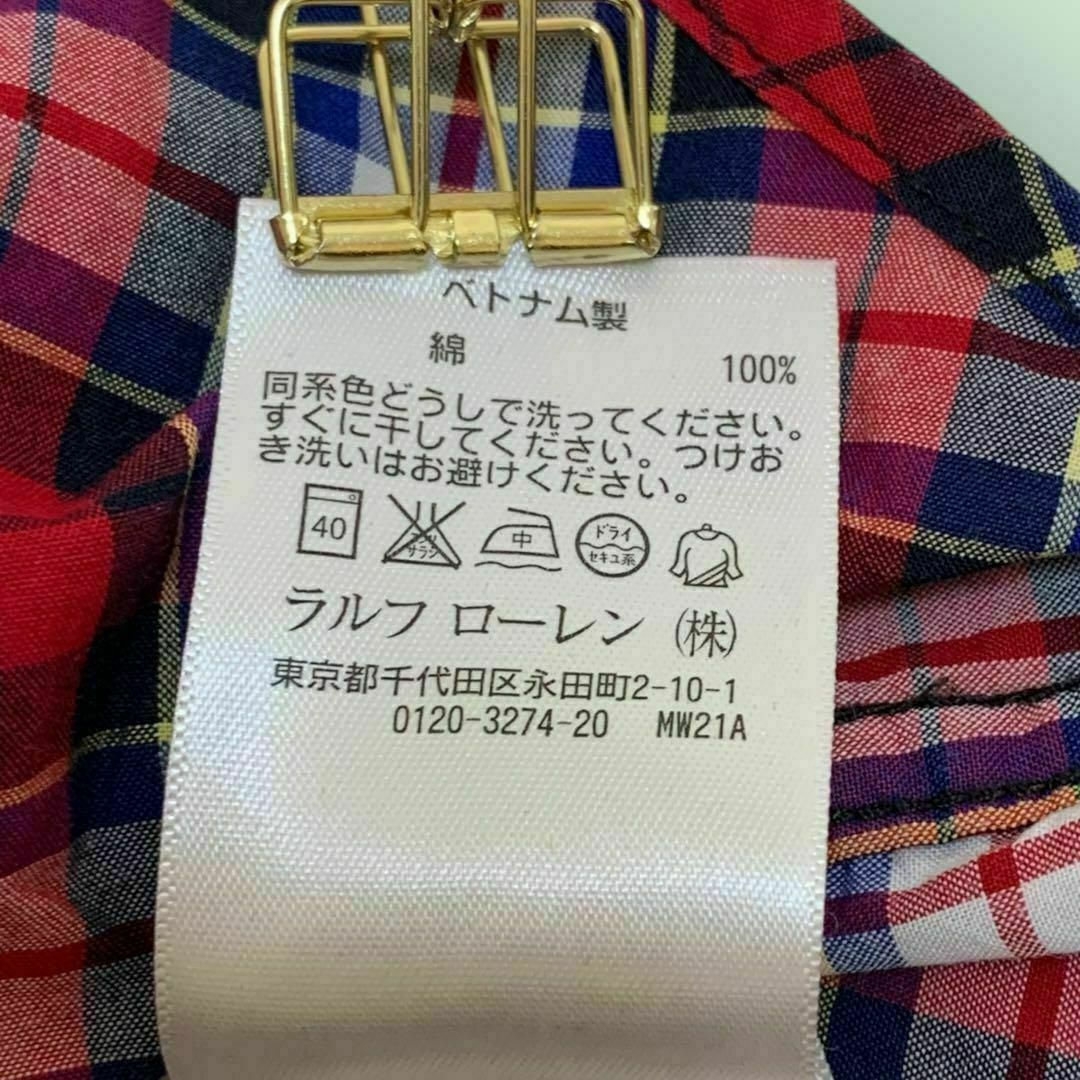 ベトナム製
綿 100%
同系色どうしで洗ってください。
すぐに干してください。つけお
き洗いはお避けください。
40 エンソ サラシ 中 ドライ セキユ系
ラルフ ローレン ㈱
東京都千代田区永田町2-10-1
0120-3274-20 MW21A